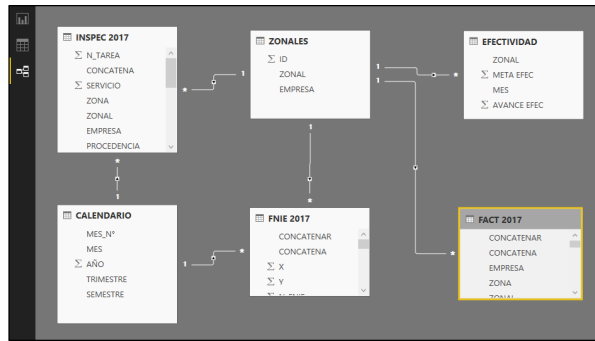 INSPEC 2017
Σ N_TAREA
CONCATENA
Σ SERVICIO
ZONA
ZONAL
EMPRESA
PROCEDENCIA
ZONALES
Σ ID
ZONAL
EMPRESA
EFECTIVIDAD
ZONAL
Σ META EFEC
MES
Σ AVANCE EFEC
1
*
1
*
1
*
1
1
*
*
1
CALENDARIO
MES_N°
MES
Σ AÑO
TRIMESTRE
SEMESTRE
1
*
FNIE 2017
CONCATENAR
CONCATENA
Σ X
Σ Y
*
FACT 2017
CONCATENAR
CONCATENA
EMPRESA
ZONA
ZONAL